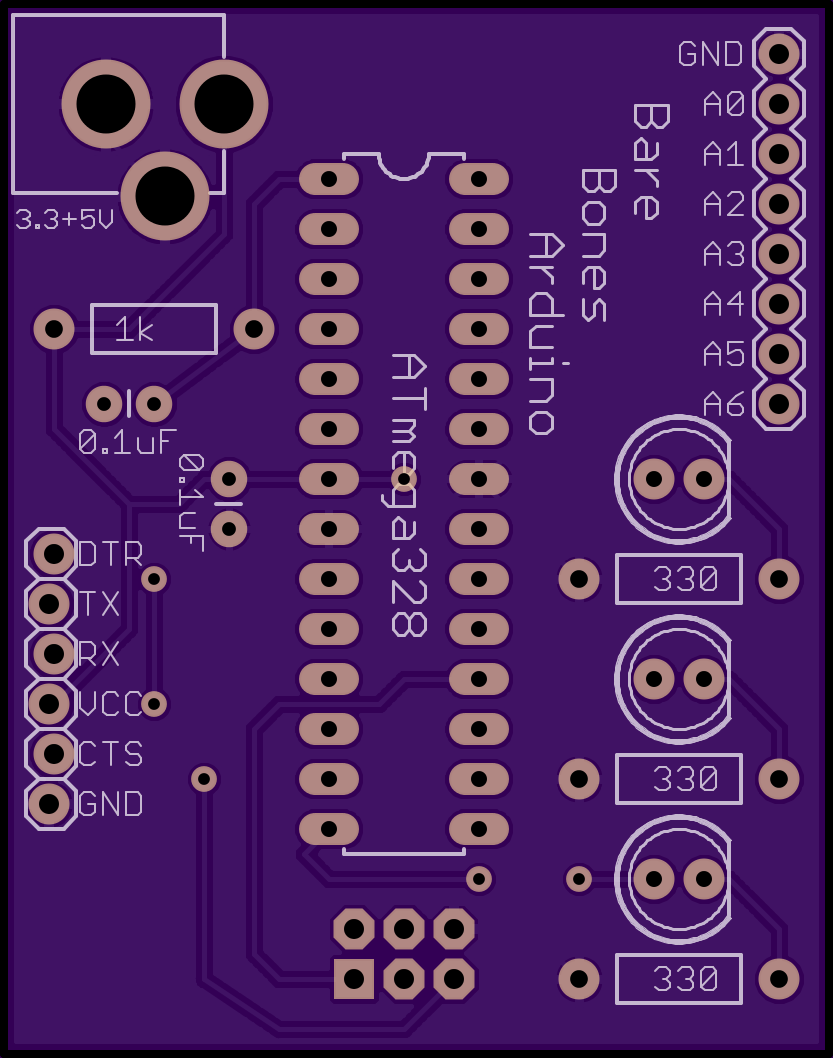 GND
A0
A1
A2
A3
A4
A5
A6
Bare
Bones
Arduino
3.3+5V
1k
0.1uF
0.1uF
ATmega328
DTR
TX
RX
VCC
CTS
GND
330
330
330